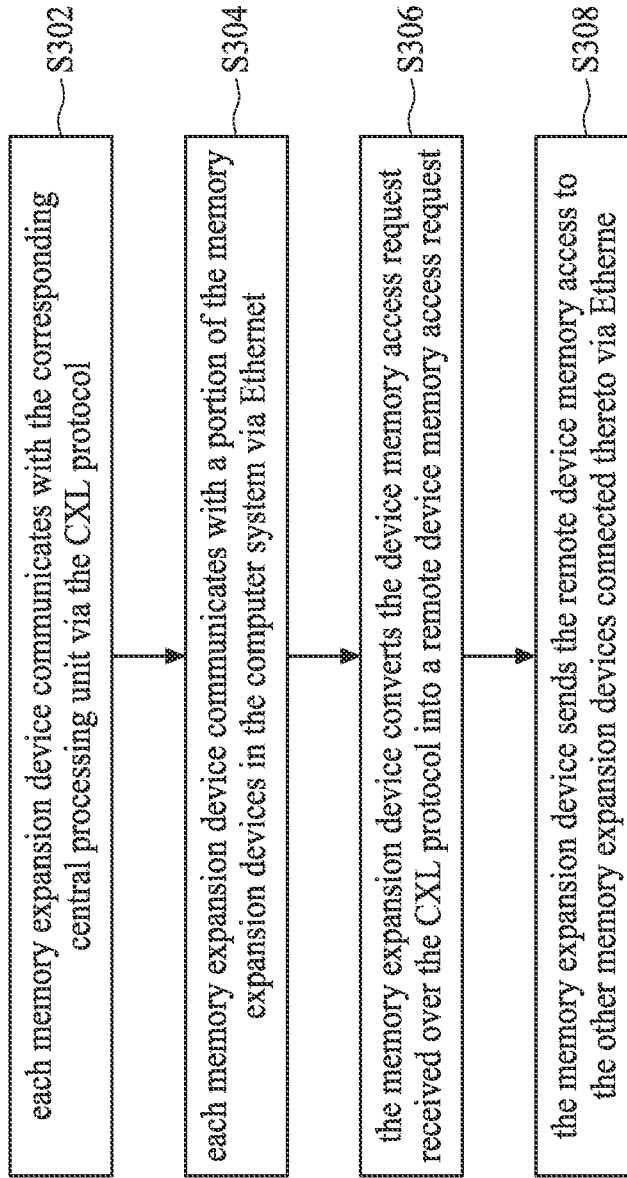 each memory expansion device communicates with the corresponding
central processing unit via the CXL protocol
S302
each memory expansion device communicates with a portion of the memory
expansion devices in the computer system via Ethernet
S304
the memory expansion device converts the device memory access request
received over the CXL protocol into a remote device memory access request
S306
the memory expansion device sends the remote device memory access to
the other memory expansion devices connected thereto via Etherne
S308